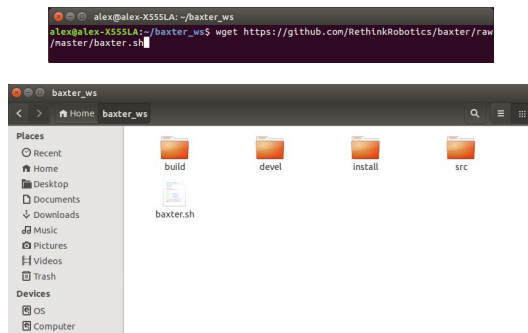 alex@alex-X555LA: ~/baxter_ws
alex@alex-X555LA:~/baxter_ws$ wget https://github.com/RethinkRobotics/baxter/raw
/master/baxter.sh
baxter_ws
Home baxter_ws
Places
Recent
Home
Desktop
Documents
Downloads
Music
Pictures
Videos
Trash
Devices
OS
Computer
build devel install src
baxter.sh